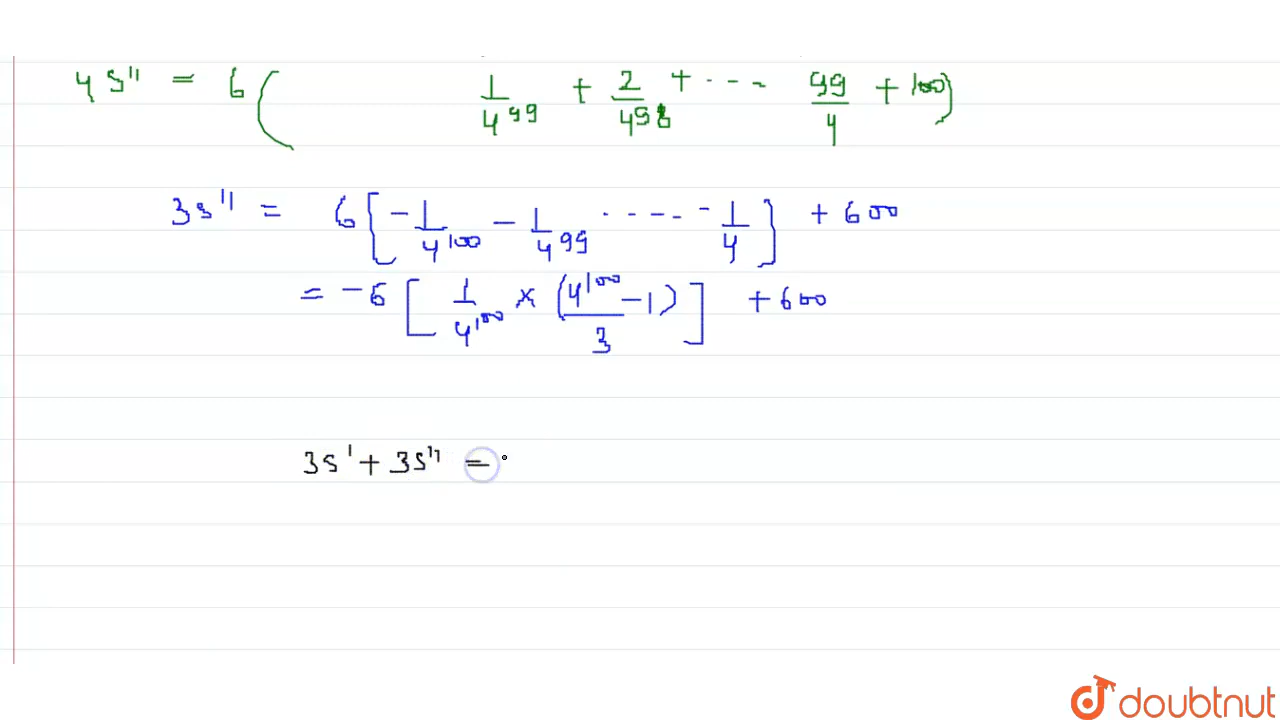 4 S'' = 6 ( 1/4^99 + 2/4^98 + ... 99/4 + 100 )
3 S'' = 6 [ - 1/4^100 - 1/4^99 ..... - 1/4 ] + 600
= - 6 [ 1/4^100 × (4^100 - 1)/3 ] + 600
3S' + 3S'' =
doubtnut